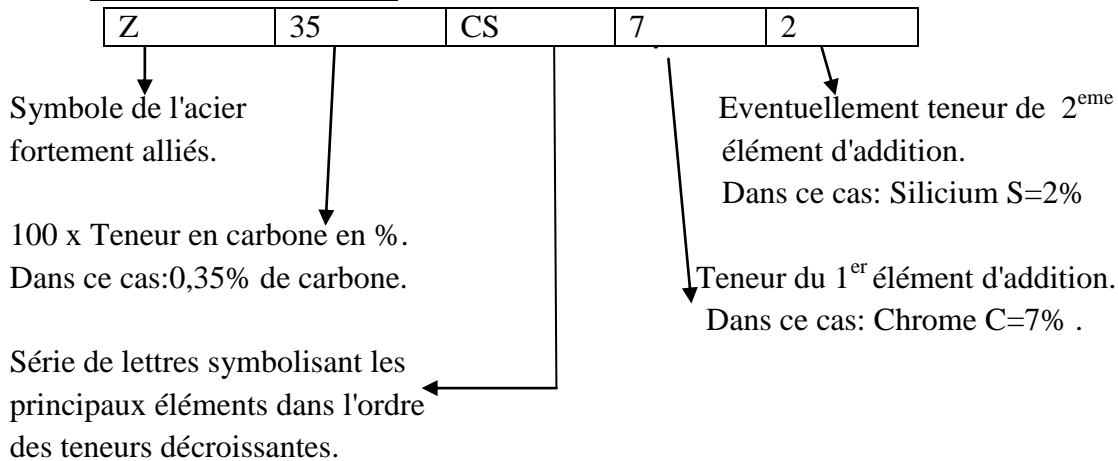 Z 35 CS 7 2
Symbole de l'acier
fortement alliés.
Eventuellement teneur de 2eme
élément d'addition.
Dans ce cas: Silicium S=2%
100 x Teneur en carbone en %.
Dans ce cas:0,35% de carbone.
Teneur du 1er élément d'addition.
Dans ce cas: Chrome C=7% .
Série de lettres symbolisant les
principaux éléments dans l'ordre
des teneurs décroissantes.